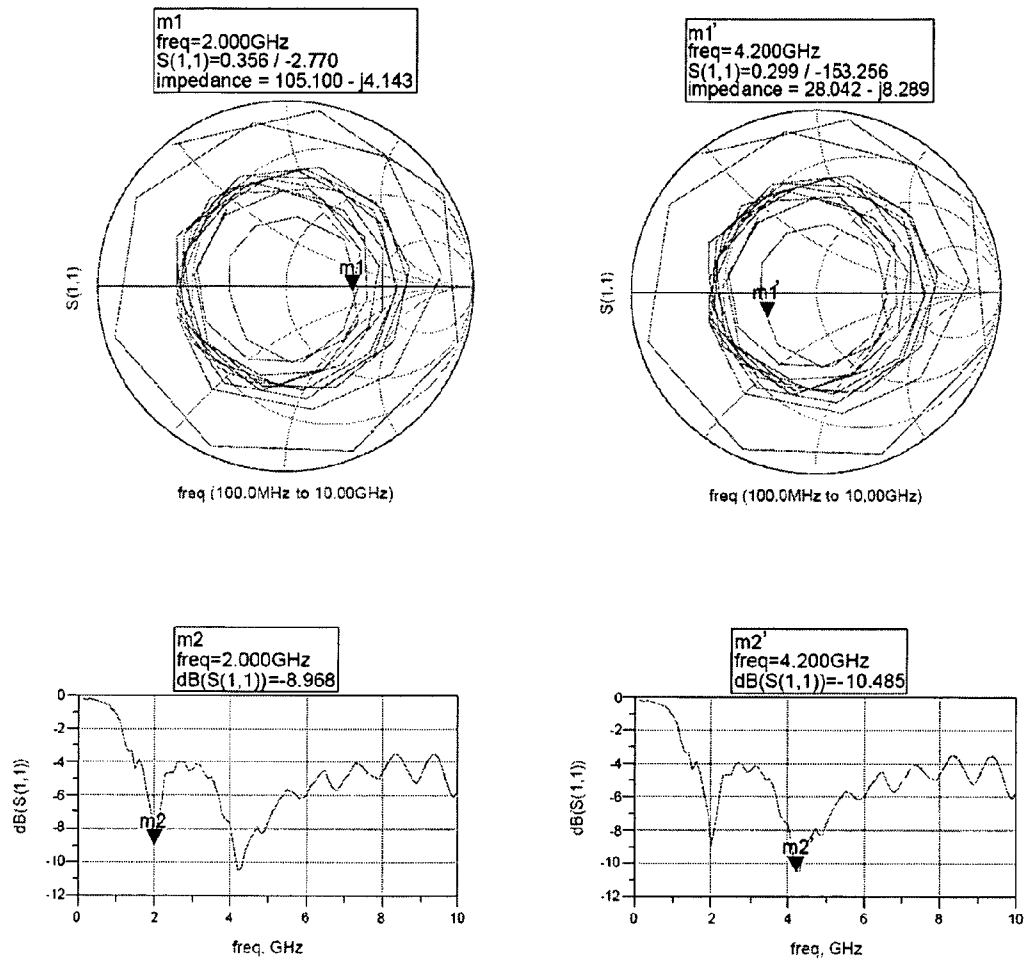 m1
freq=2.000GHz
S(1,1)=0.356 / -2.770
impedance = 105.100 - j4.143
m1'
freq=4.200GHz
S(1,1)=0.299 / -153.256
impedance = 28.042 - j8.289
S(1,1)
m1
freq (100.0MHz to 10.00GHz)
S(1,1)
m1'
freq (100.0MHz to 10.00GHz)
m2
freq=2.000GHz
dB(S(1,1))=-8.968
m2'
freq=4.200GHz
dB(S(1,1))=-10.485
dB(S(1,1))
0
-2
-4
-6
-8
-10
-12
m2
0 2 4 6 8 10
freq. GHz
dB(S(1,1))
0
-2
-4
-6
-8
-10
-12
m2'
0 2 4 6 8 10
freq, GHz